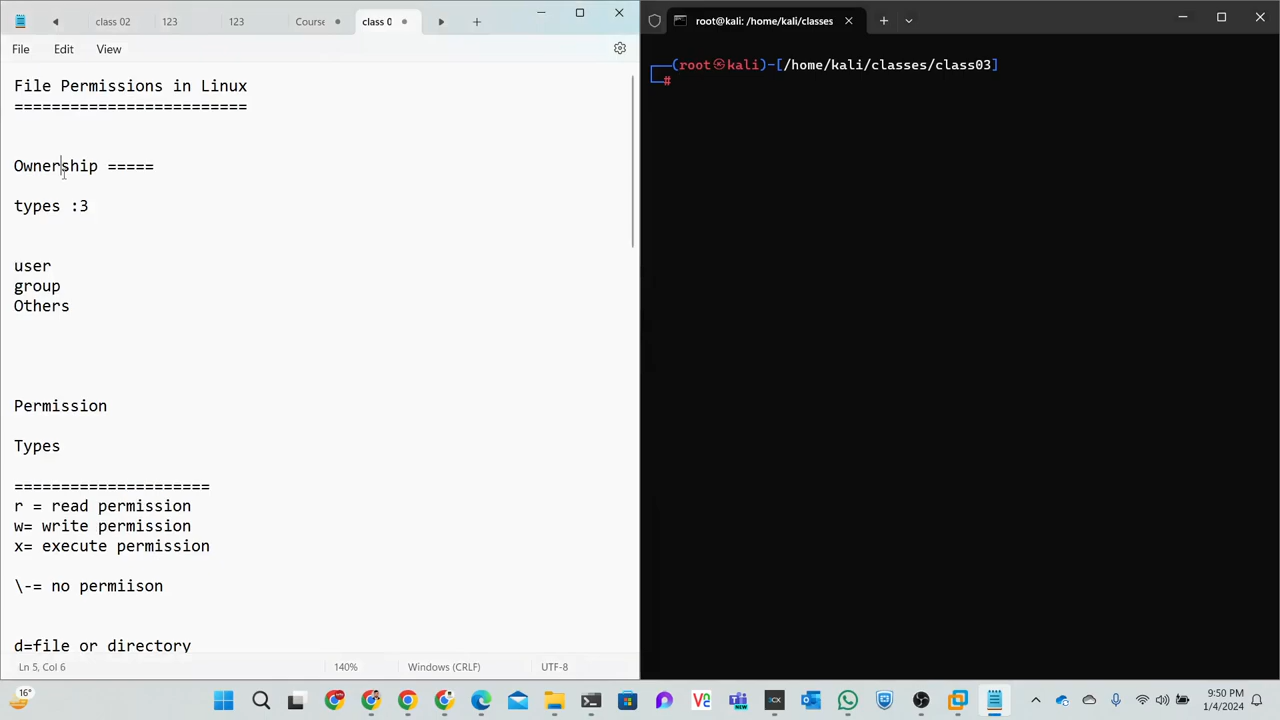 class 02
123
123
Course
class 0
File Edit View
File Permissions in Linux
=========================
Ownership =====
types :3
user
group
Others
Permission
Types
=====================
r = read permission
w= write permission
x= execute permission
\-= no permiison
d=file or directory
Ln 5, Col 6
140%
Windows (CRLF)
UTF-8
root@kali: /home/kali/classes
(root㉿kali)-[/home/kali/classes/class03]
#
16°
9:50 PM
1/4/2024